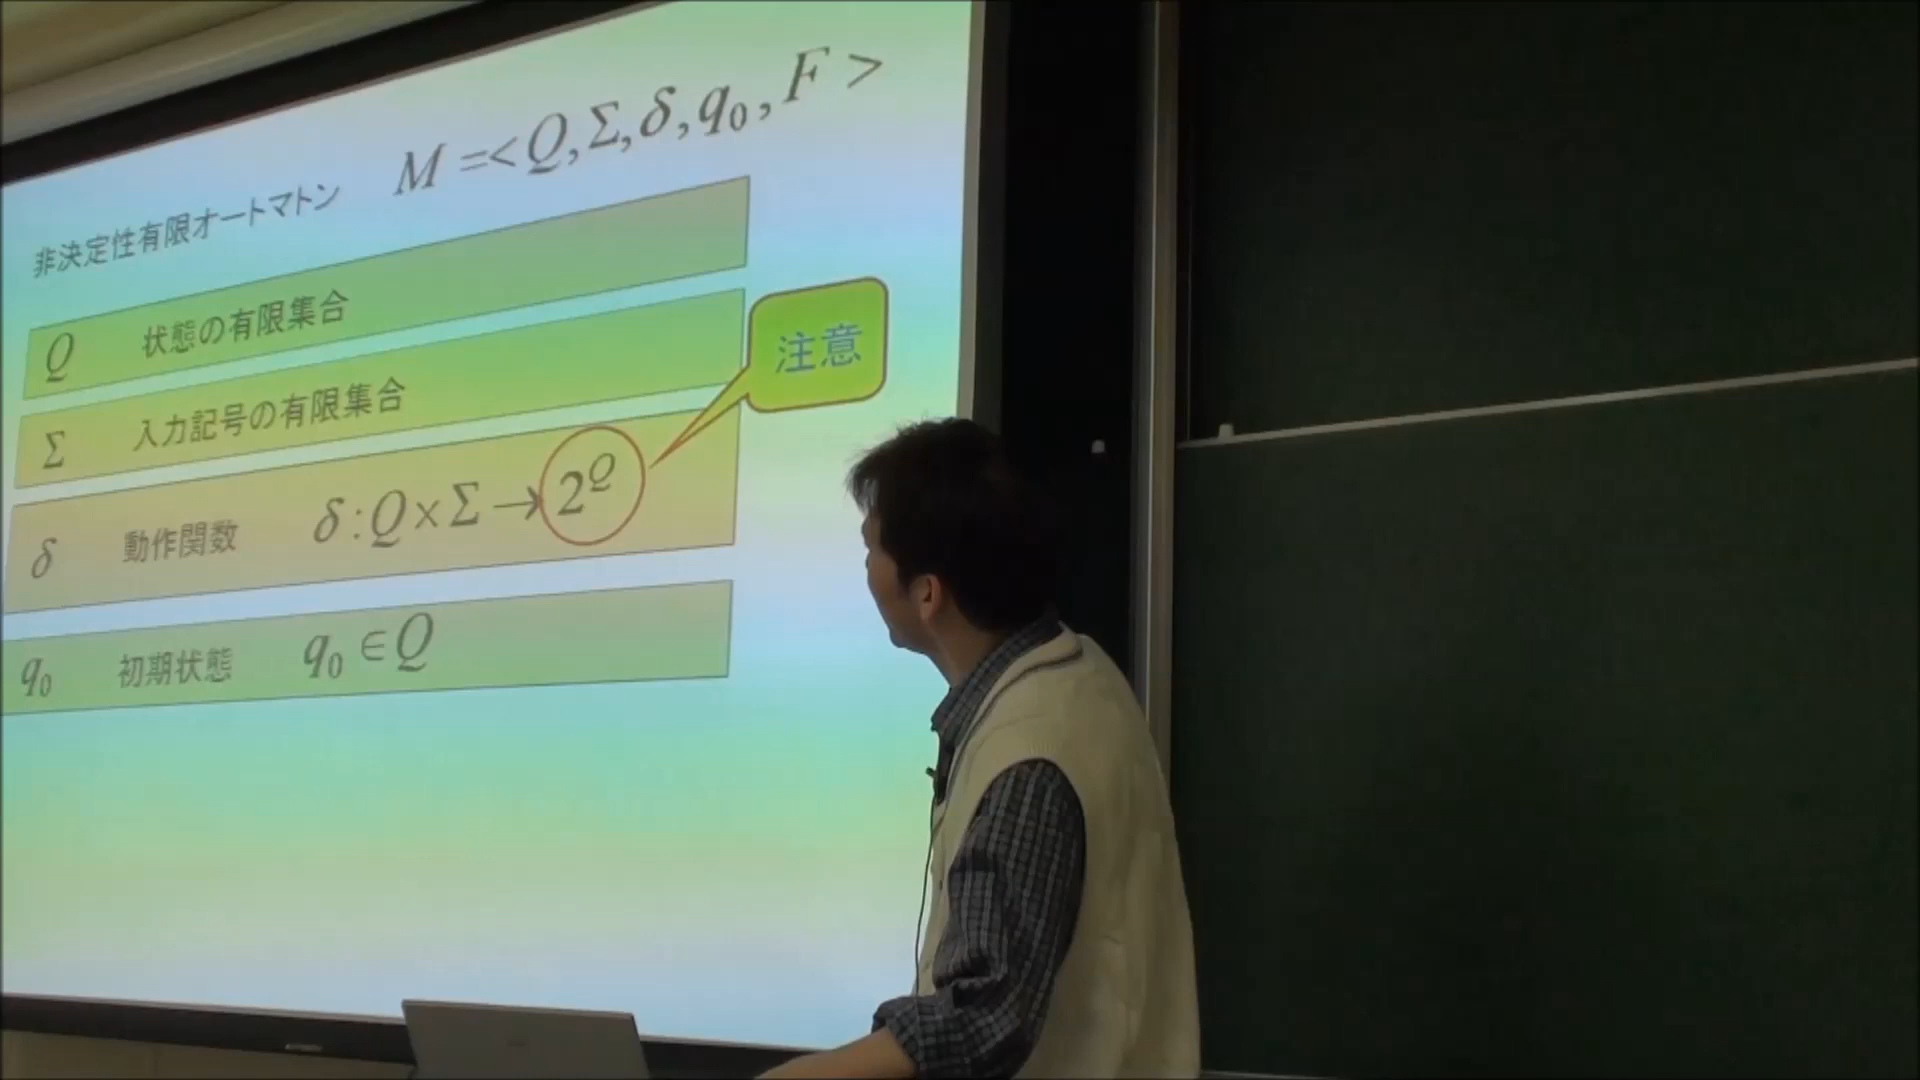 非決定性有限オートマトン M =< Q, Σ, δ, q₀, F >
Q 状態の有限集合
Σ 入力記号の有限集合
注意
δ 動作関数 δ : Q × Σ → 2^Q
q₀ 初期状態 q₀ ∈ Q